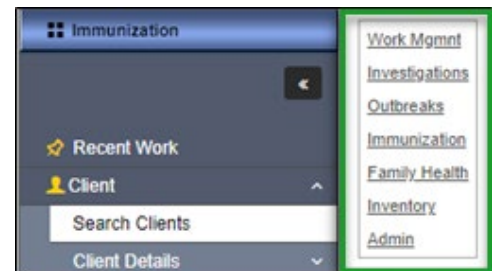 Immunization
Recent Work
Client
Search Clients
Client Details
Work Mgmnt
Investigations
Outbreaks
Immunization
Family Health
Inventory
Admin